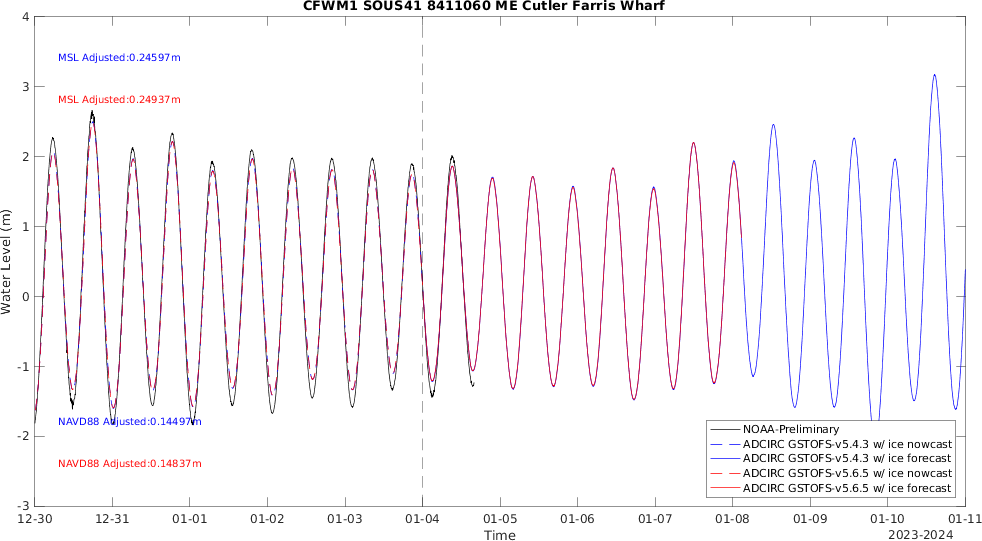 CFWM1 SOUS41 8411060 ME Cutler Farris Wharf
4
3
2
1
0
-1
-2
-3
Water Level (m)
MSL Adjusted:0.24597m
MSL Adjusted:0.24937m
NAVD88 Adjusted:0.14497m
NAVD88 Adjusted:0.14837m
NOAA-Preliminary
ADCIRC GSTOFS-v5.4.3 w/ ice nowcast
ADCIRC GSTOFS-v5.4.3 w/ ice forecast
ADCIRC GSTOFS-v5.6.5 w/ ice nowcast
ADCIRC GSTOFS-v5.6.5 w/ ice forecast
12-30 12-31 01-01 01-02 01-03 01-04 01-05 01-06 01-07 01-08 01-09 01-10 01-11
Time
2023-2024